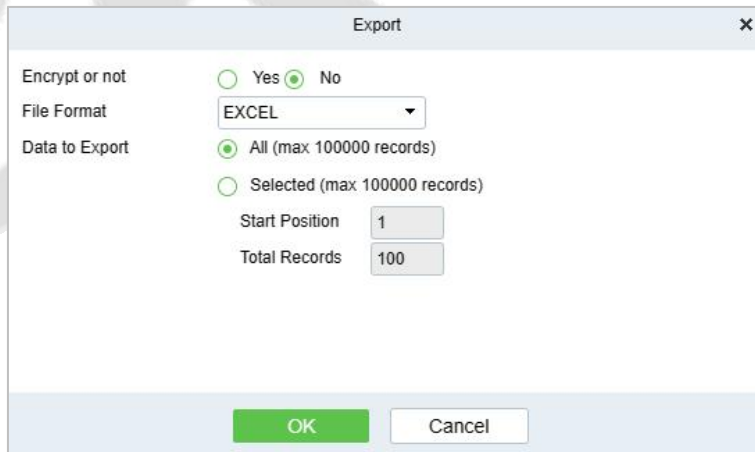 Export
Encrypt or not Yes No
File Format EXCEL
Data to Export All (max 100000 records)
Selected (max 100000 records)
Start Position 1
Total Records 100
OK Cancel